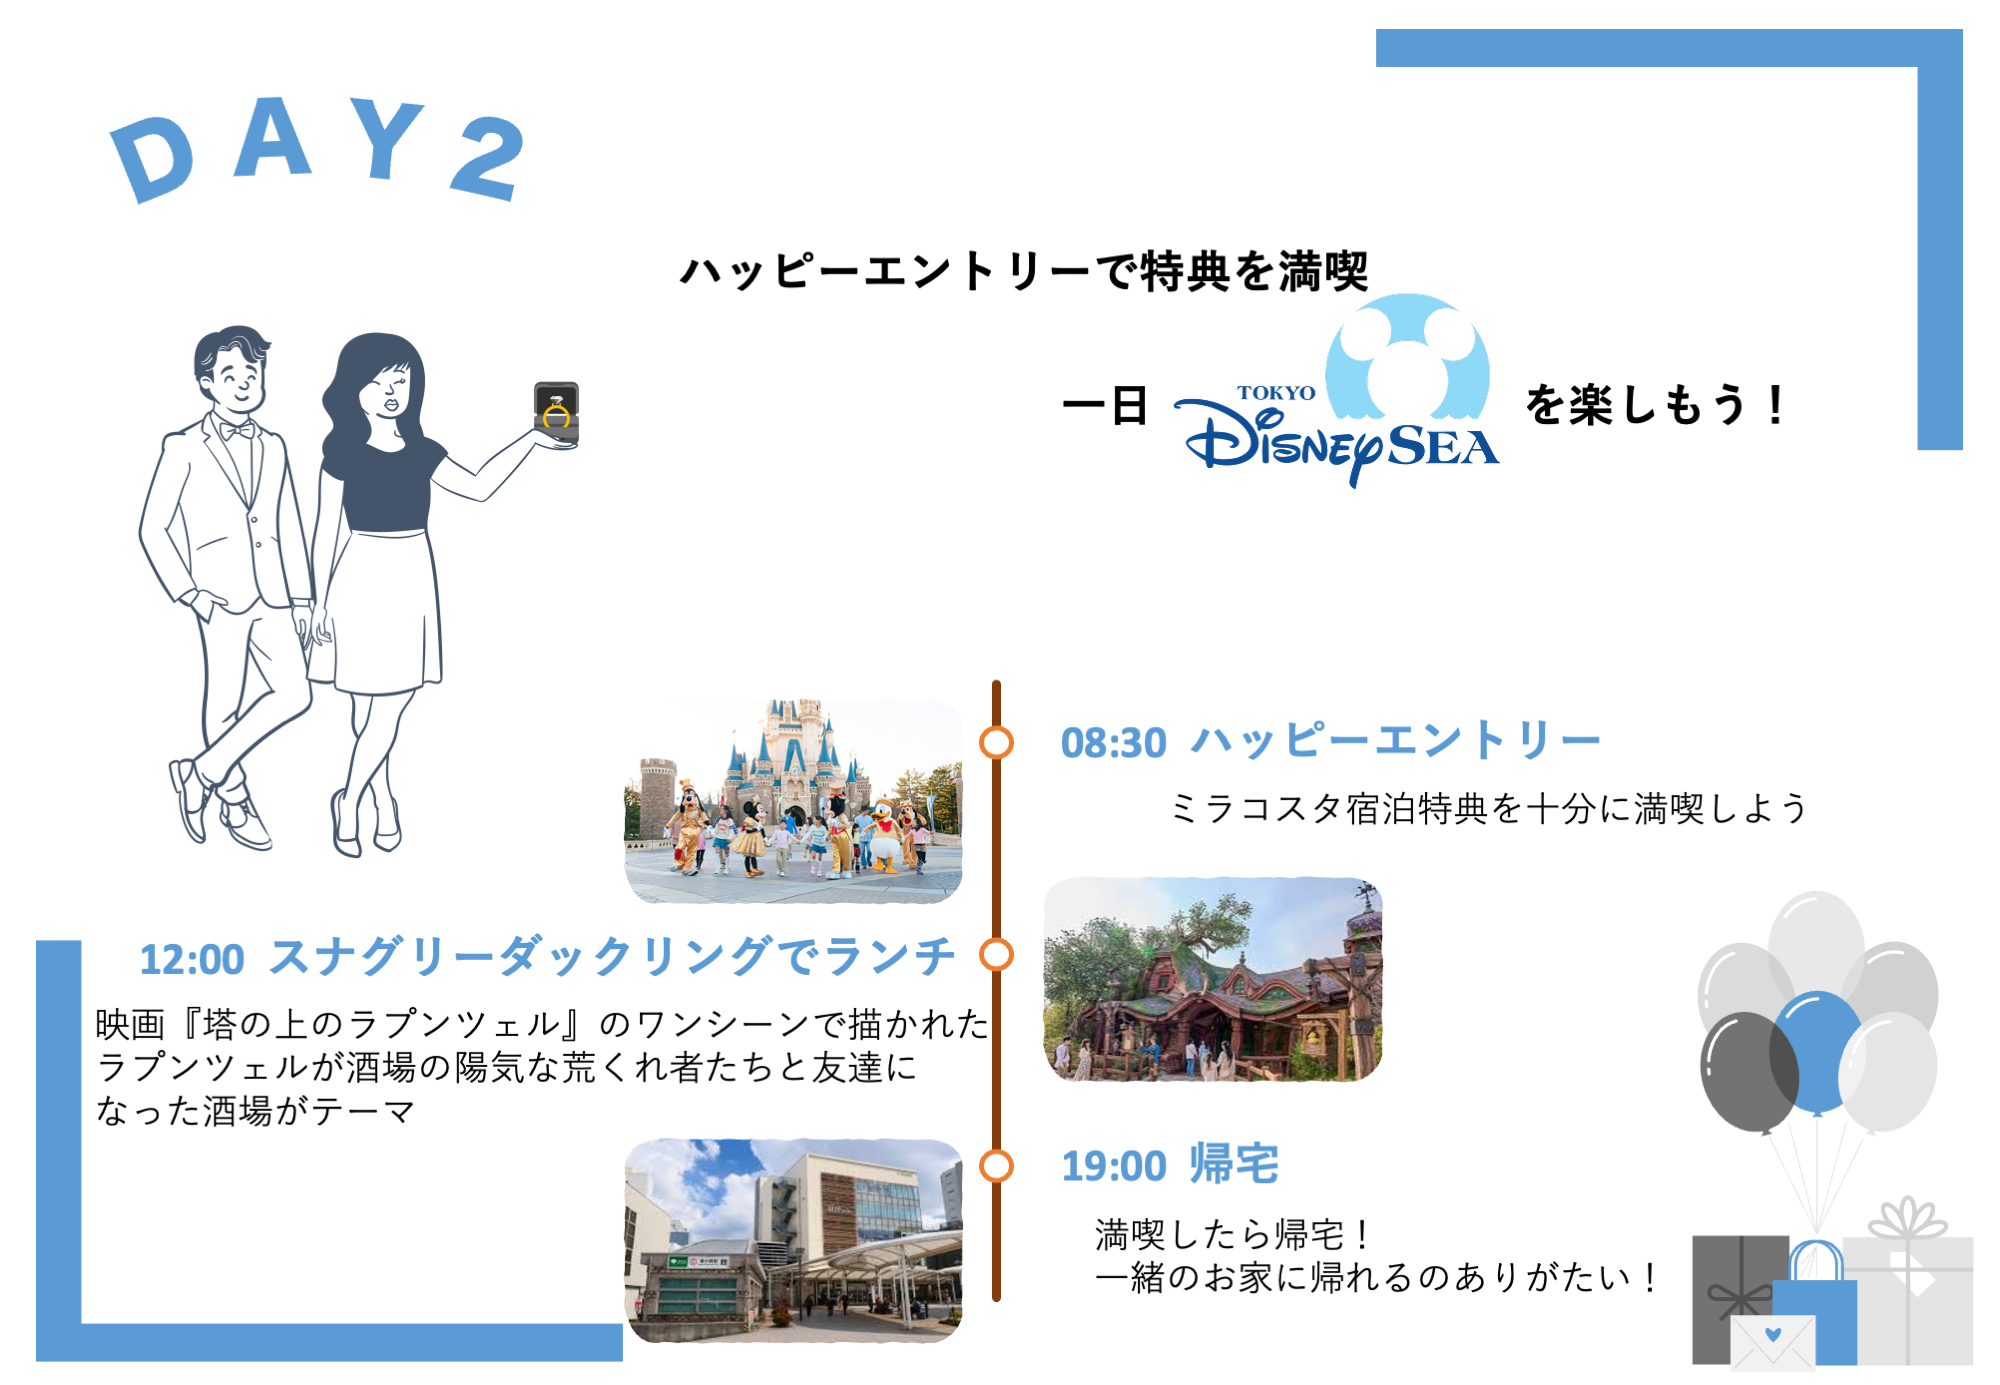 DAY2
ハッピーエントリーで特典を満喫
一日 TOKYO DISNEY SEA を楽しもう！
08:30 ハッピーエントリー
ミラコスタ宿泊特典を十分に満喫しよう
12:00 スナグリーダックリングでランチ
映画『塔の上のラプンツェル』のワンシーンで描かれた
ラプンツェルが酒場の陽気な荒くれ者たちと友達に
なった酒場がテーマ
19:00 帰宅
満喫したら帰宅！
一緒のお家に帰れるのありがたい！